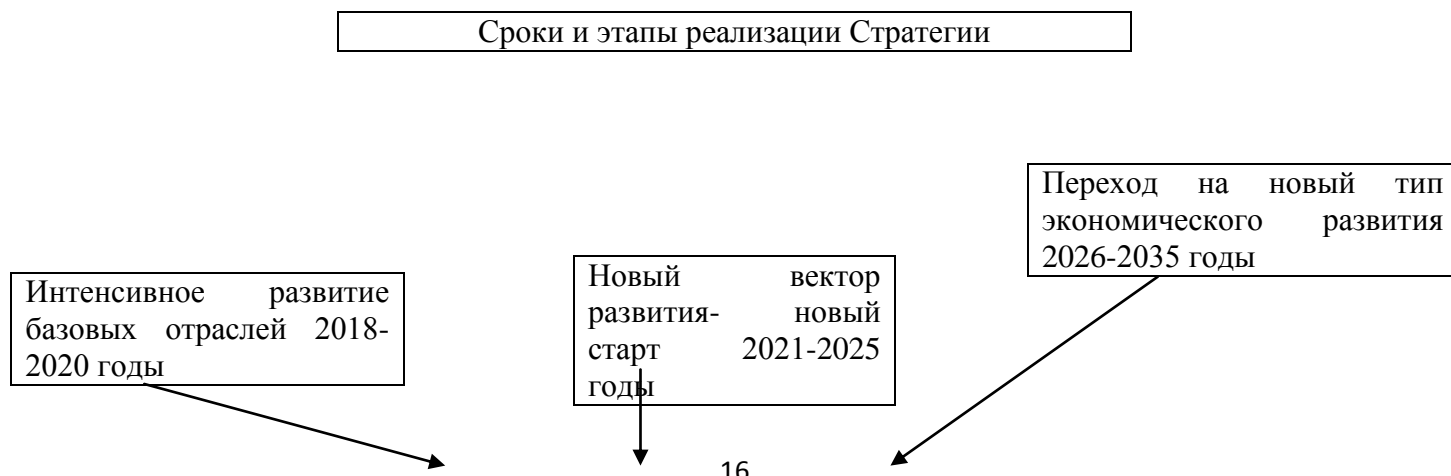 Сроки и этапы реализации Стратегии
Интенсивное развитие
базовых отраслей 2018-
2020 годы
Новый вектор
развития- новый
старт 2021-2025
годы
Переход на новый тип
экономического развития
2026-2035 годы
16